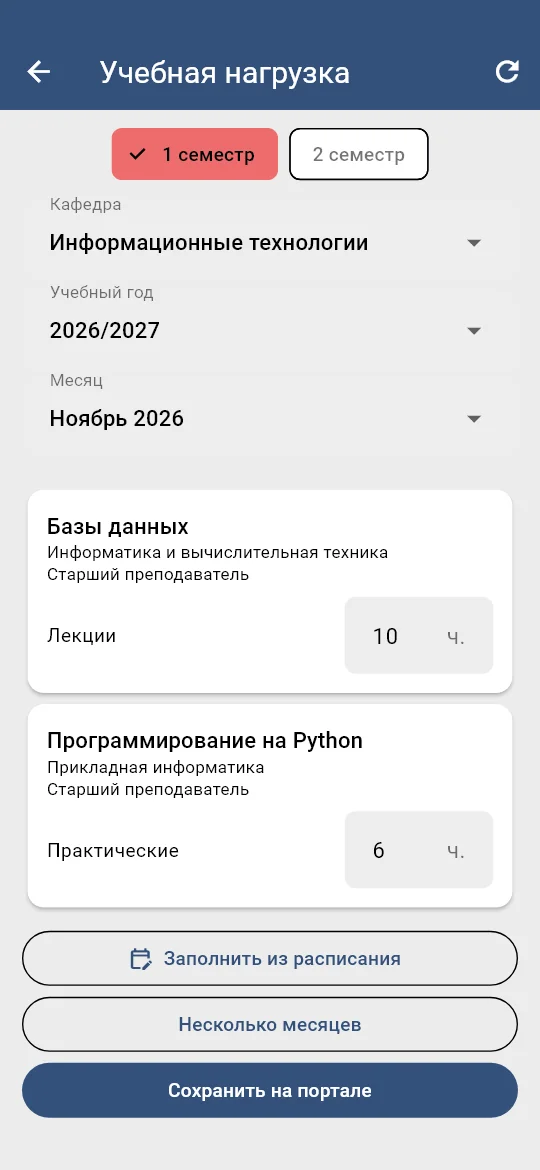 Учебная нагрузка
1 семестр
2 семестр
Кафедра
Информационные технологии
Учебный год
2026/2027
Месяц
Ноябрь 2026
Базы данных
Информатика и вычислительная техника
Старший преподаватель
Лекции
10 ч.
Программирование на Python
Прикладная информатика
Старший преподаватель
Практические
6 ч.
Заполнить из расписания
Несколько месяцев
Сохранить на портале